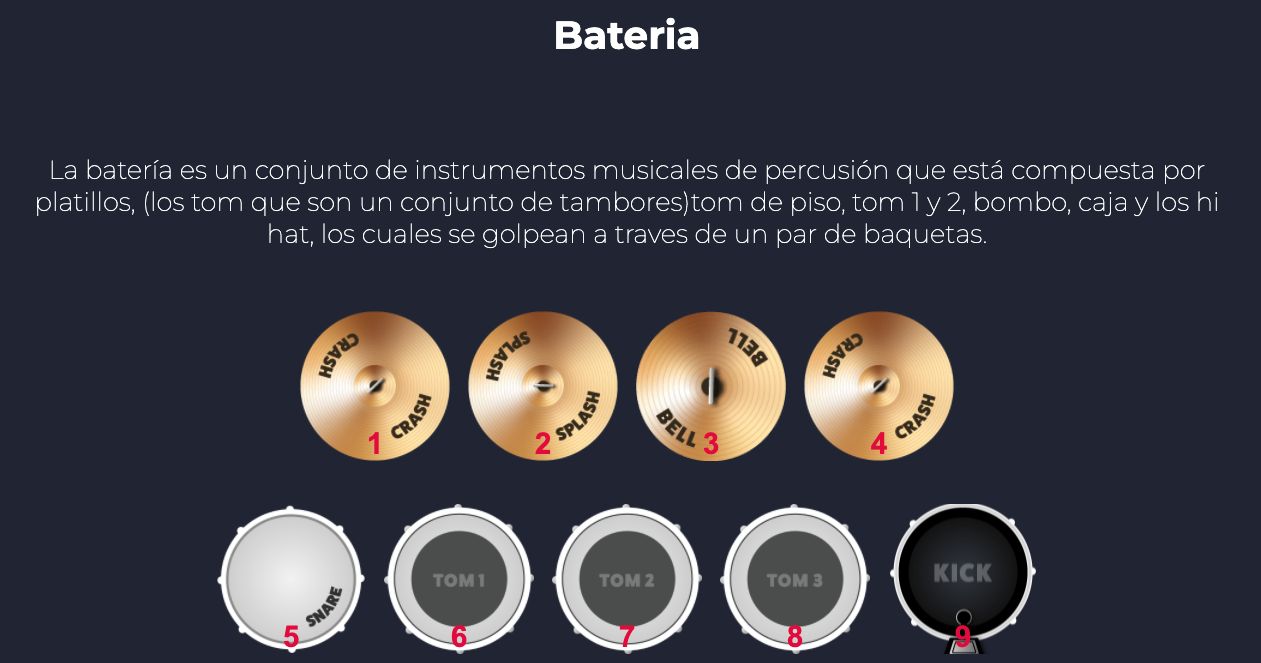 Bateria
La batería es un conjunto de instrumentos musicales de percusión que está compuesta por
platillos, (los tom que son un conjunto de tambores)tom de piso, tom 1 y 2, bombo, caja y los hi
hat, los cuales se golpean a traves de un par de baquetas.
CRASH
CRASH
1
SPLASH
SPLASH
2
BELL
BELL
3
CRASH
CRASH
4
SNARE
5
TOM 1
6
TOM 2
7
TOM 3
8
KICK
9